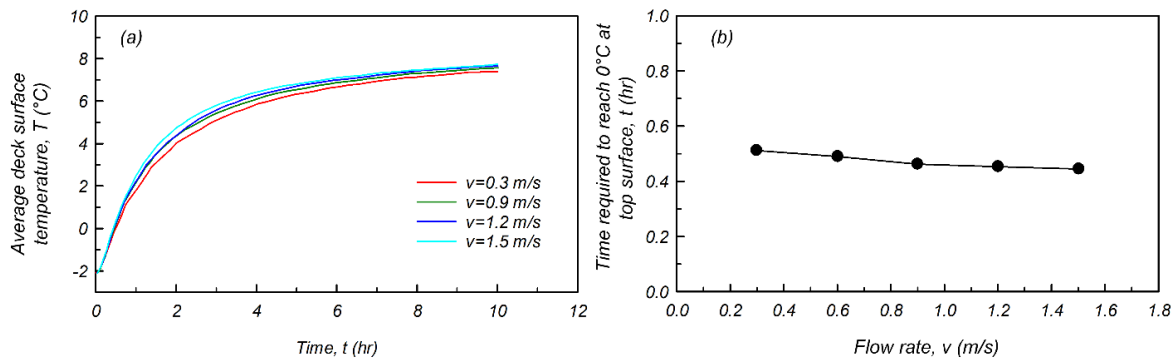 (a)
Average deck surface
temperature, T (°C)
10
8
6
4
2
0
-2
0
2
4
6
8
10
12
Time, t (hr)
v=0.3 m/s
v=0.9 m/s
v=1.2 m/s
v=1.5 m/s
(b)
Time required to reach 0°C at
top surface, t (hr)
1.0
0.8
0.6
0.4
0.2
0.0
0.0
0.2
0.4
0.6
0.8
1.0
1.2
1.4
1.6
1.8
Flow rate, v (m/s)